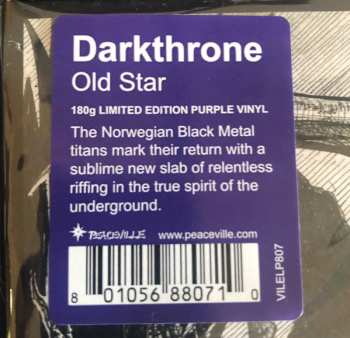 Darkthrone
Old Star
180g LIMITED EDITION PURPLE VINYL
The Norwegian Black Metal
titans mark their return with a
sublime new slab of relentless
riffing in the true spirit of the
underground.
PEACEVILLE www.peaceville.com
8 01056 88071 0
VILELP807